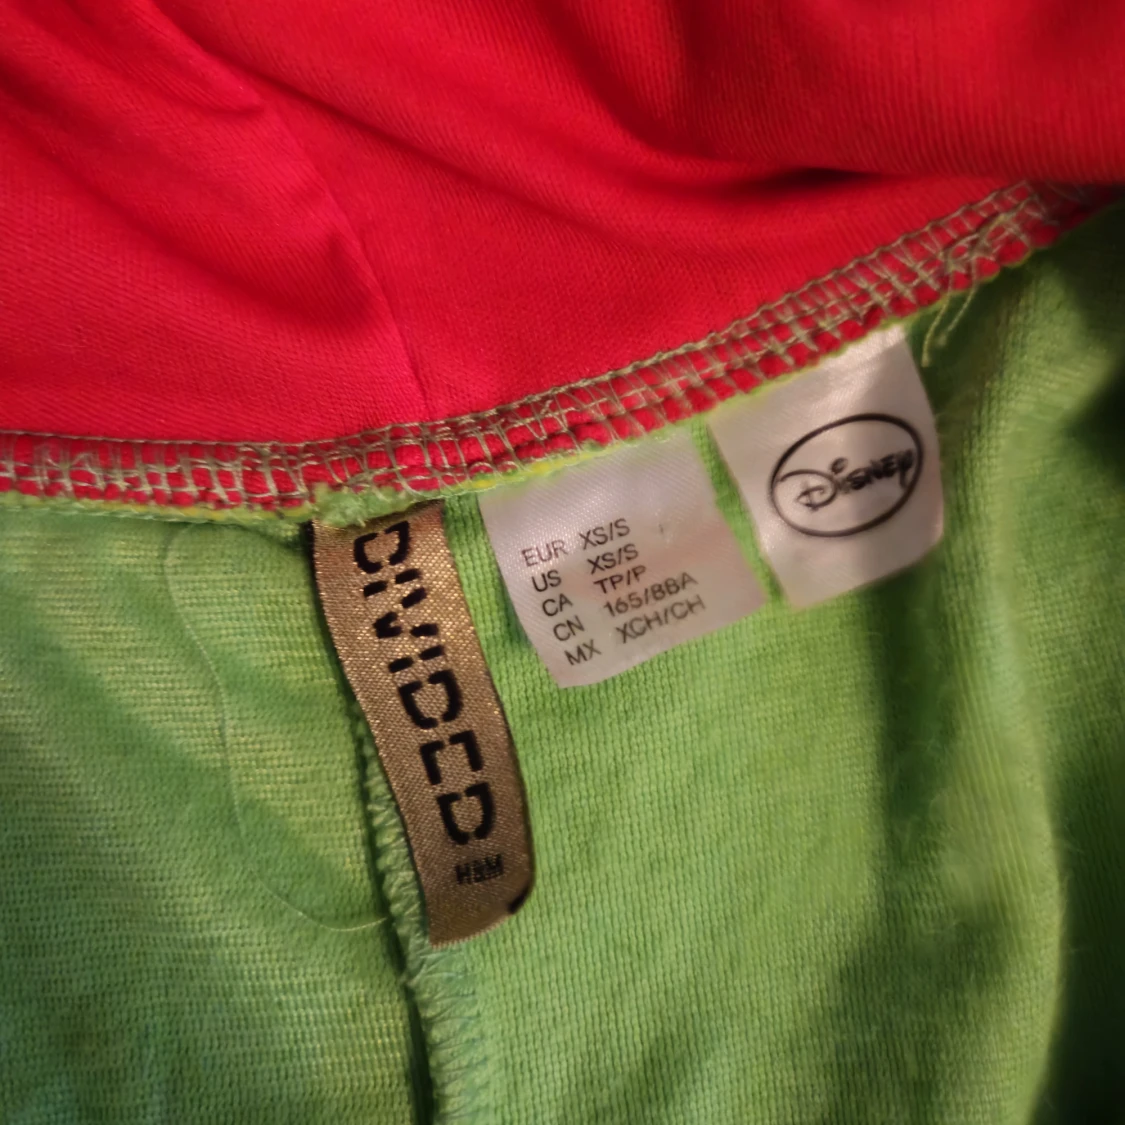 DIVIDED
H&M
EUR XS/S
US XS/S
CA TP/P
CN 165/88A
MX XCH/CH
Disney